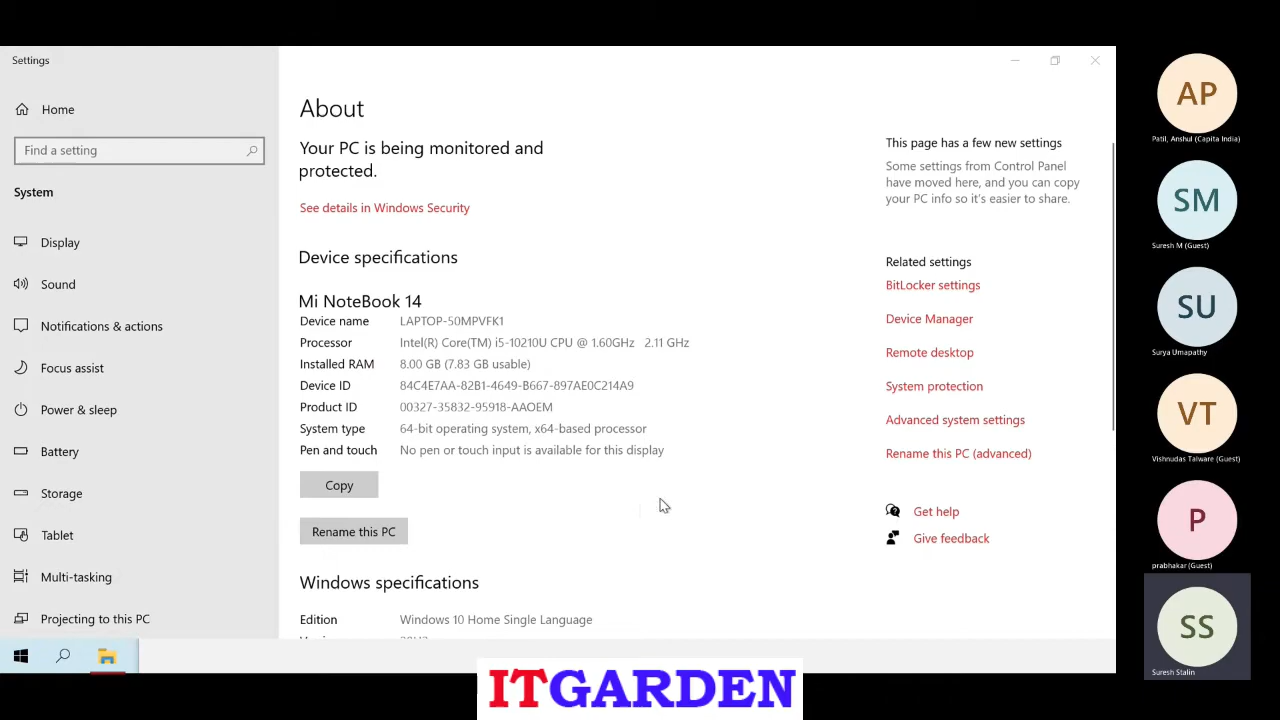 Settings
Home
Find a setting
System
Display
Sound
Notifications & actions
Focus assist
Power & sleep
Battery
Storage
Tablet
Multi-tasking
Projecting to this PC
About
Your PC is being monitored and
protected.
See details in Windows Security
Device specifications
Mi NoteBook 14
Device name LAPTOP-50MPVFK1
Processor Intel(R) Core(TM) i5-10210U CPU @ 1.60GHz 2.11 GHz
Installed RAM 8.00 GB (7.83 GB usable)
Device ID 84C4E7AA-82B1-4649-B667-897AE0C214A9
Product ID 00327-35832-95918-AAOEM
System type 64-bit operating system, x64-based processor
Pen and touch No pen or touch input is available for this display
Copy
Rename this PC
Windows specifications
Edition Windows 10 Home Single Language
This page has a few new settings
Some settings from Control Panel
have moved here, and you can copy
your PC info so it's easier to share.
Related settings
BitLocker settings
Device Manager
Remote desktop
System protection
Advanced system settings
Rename this PC (advanced)
Get help
Give feedback
AP
Patil, Anshul (Capita India)
SM
Suresh M (Guest)
SU
Surya Umapathy
VT
Vishnudas Talware (Guest)
P
prabhakar (Guest)
SS
Suresh Stalin
ITGARDEN